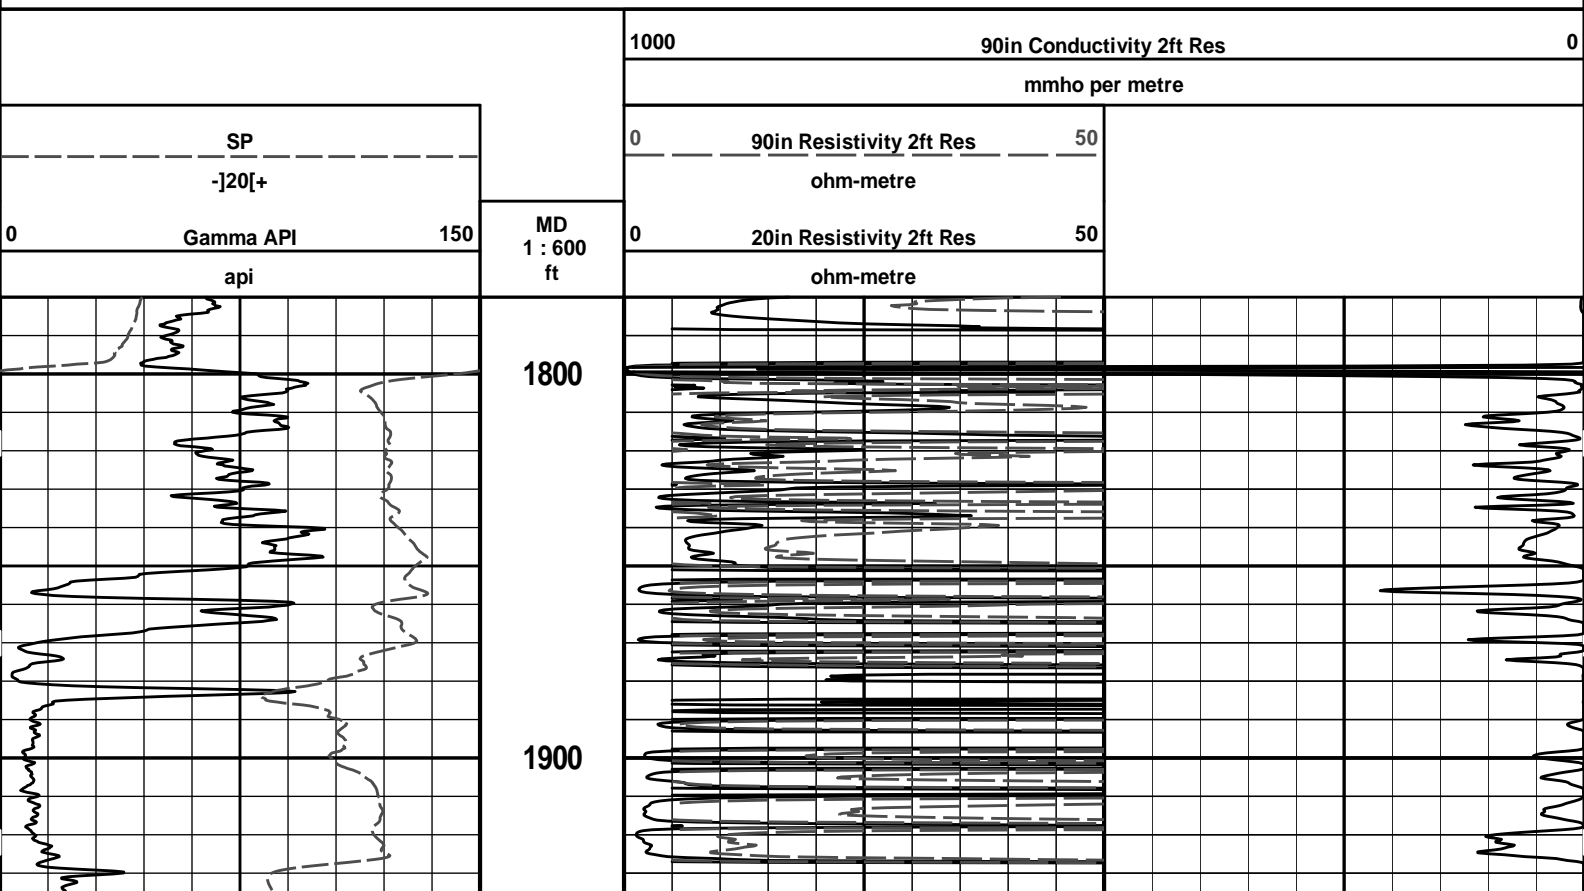 1000 90in Conductivity 2ft Res 0
mmho per metre
SP
-]20[+
0 90in Resistivity 2ft Res 50
ohm-metre
MD
1 : 600
ft
0 Gamma API 150
api
0 20in Resistivity 2ft Res 50
ohm-metre
1800
1900